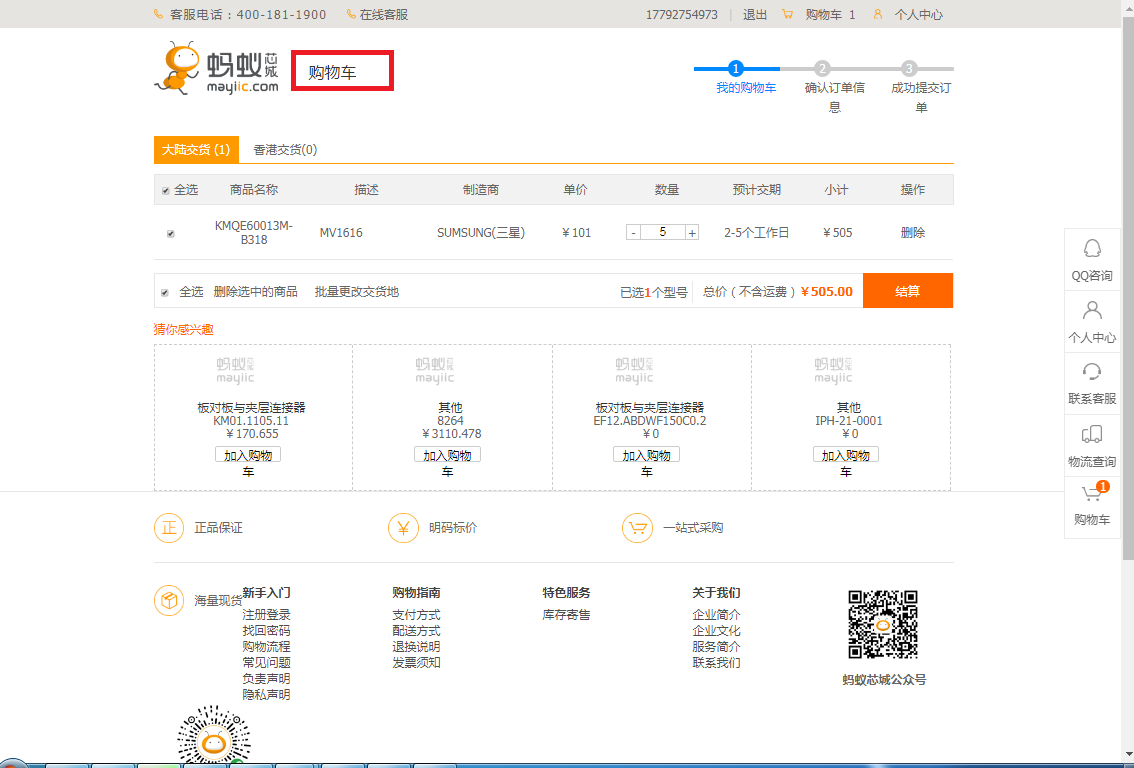 客服电话：400-181-1900 在线客服 17792754973 退出 购物车 1 个人中心
蚂蚁芯城
mayiic.com
购物车
1 2 3
我的购物车 确认订单信息 成功提交订单
大陆交货 (1) 香港交货(0)
全选 商品名称 描述 制造商 单价 数量 预计交期 小计 操作
KMQE60013M-B318 MV1616 SUMSUNG(三星) ￥101 - 5 + 2-5个工作日 ￥505 删除
全选 删除选中的商品 批量更改交货地 已选1个型号 总价（不含运费）￥505.00 结算
猜你感兴趣
蚂蚁芯城 蚂蚁芯城 蚂蚁芯城 蚂蚁芯城
mayiic mayiic mayiic mayiic
板对板与夹层连接器 其他 板对板与夹层连接器 其他
KM01.1105.11 8264 EF12.ABDWF150C0.2 IPH-21-0001
￥170.655 ￥3110.478 ￥0 ￥0
加入购物车 加入购物车 加入购物车 加入购物车
正 正品保证 ¥ 明码标价 一站式采购
海量现货
新手入门 购物指南 特色服务 关于我们
注册登录 支付方式 库存寄售 企业简介
找回密码 配送方式 企业文化
购物流程 退换说明 服务简介
常见问题 发票须知 联系我们
负责声明
隐私声明
蚂蚁芯城公众号
QQ咨询
个人中心
联系客服
物流查询
1
购物车